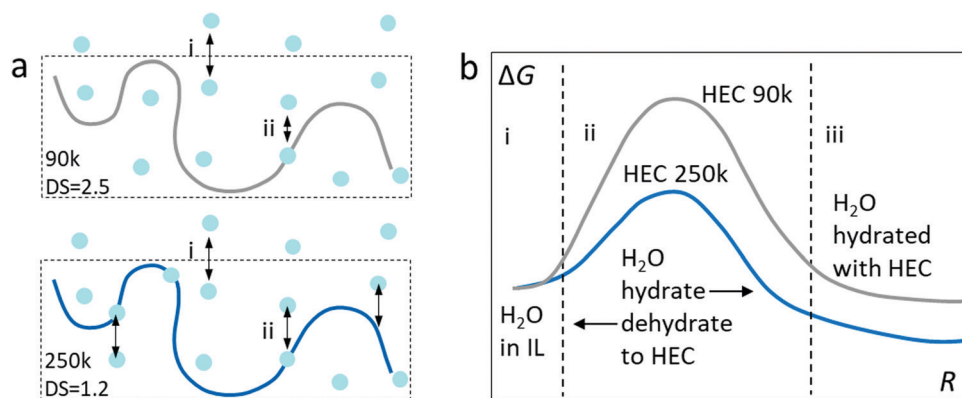 a
i
ii
90k
DS=2.5
i
ii
250k
DS=1.2
b
ΔG
HEC 90k
i
ii
iii
HEC 250k
H₂O
hydrated
with HEC
H₂O
hydrate
dehydrate
to HEC
H₂O
in IL
R